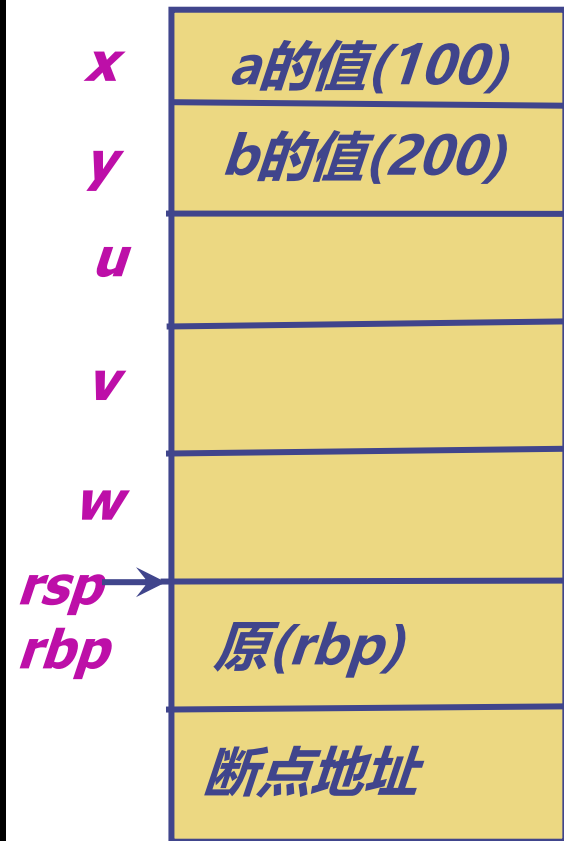 x a的值(100)
y b的值(200)
u
v
w
rsp
rbp 原(rbp)
断点地址